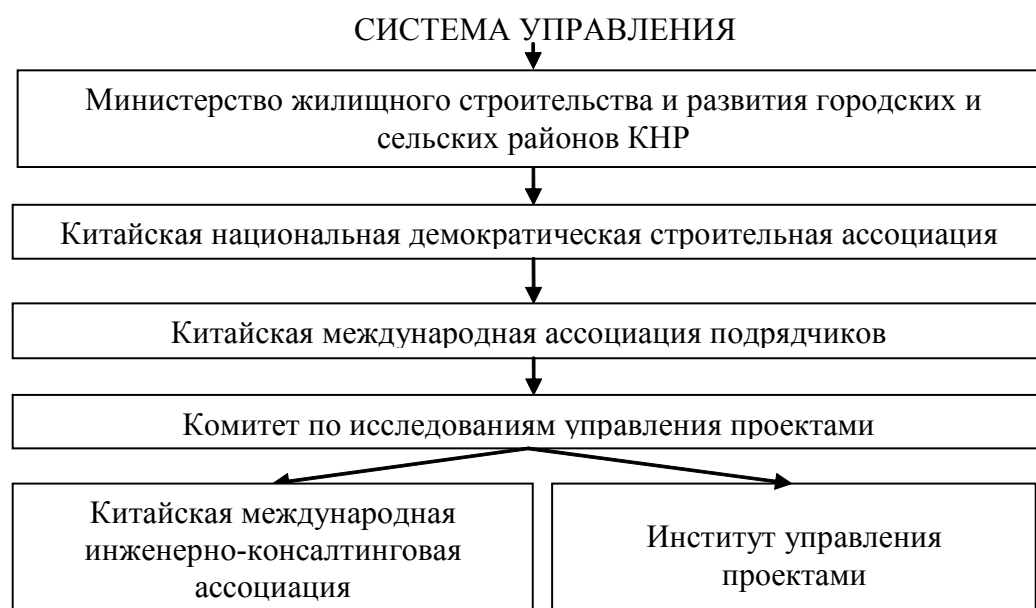 СИСТЕМА УПРАВЛЕНИЯ
Министерство жилищного строительства и развития городских и
сельских районов КНР
Китайская национальная демократическая строительная ассоциация
Китайская международная ассоциация подрядчиков
Комитет по исследованиям управления проектами
Китайская международная
инженерно-консалтинговая
ассоциация
Институт управления
проектами